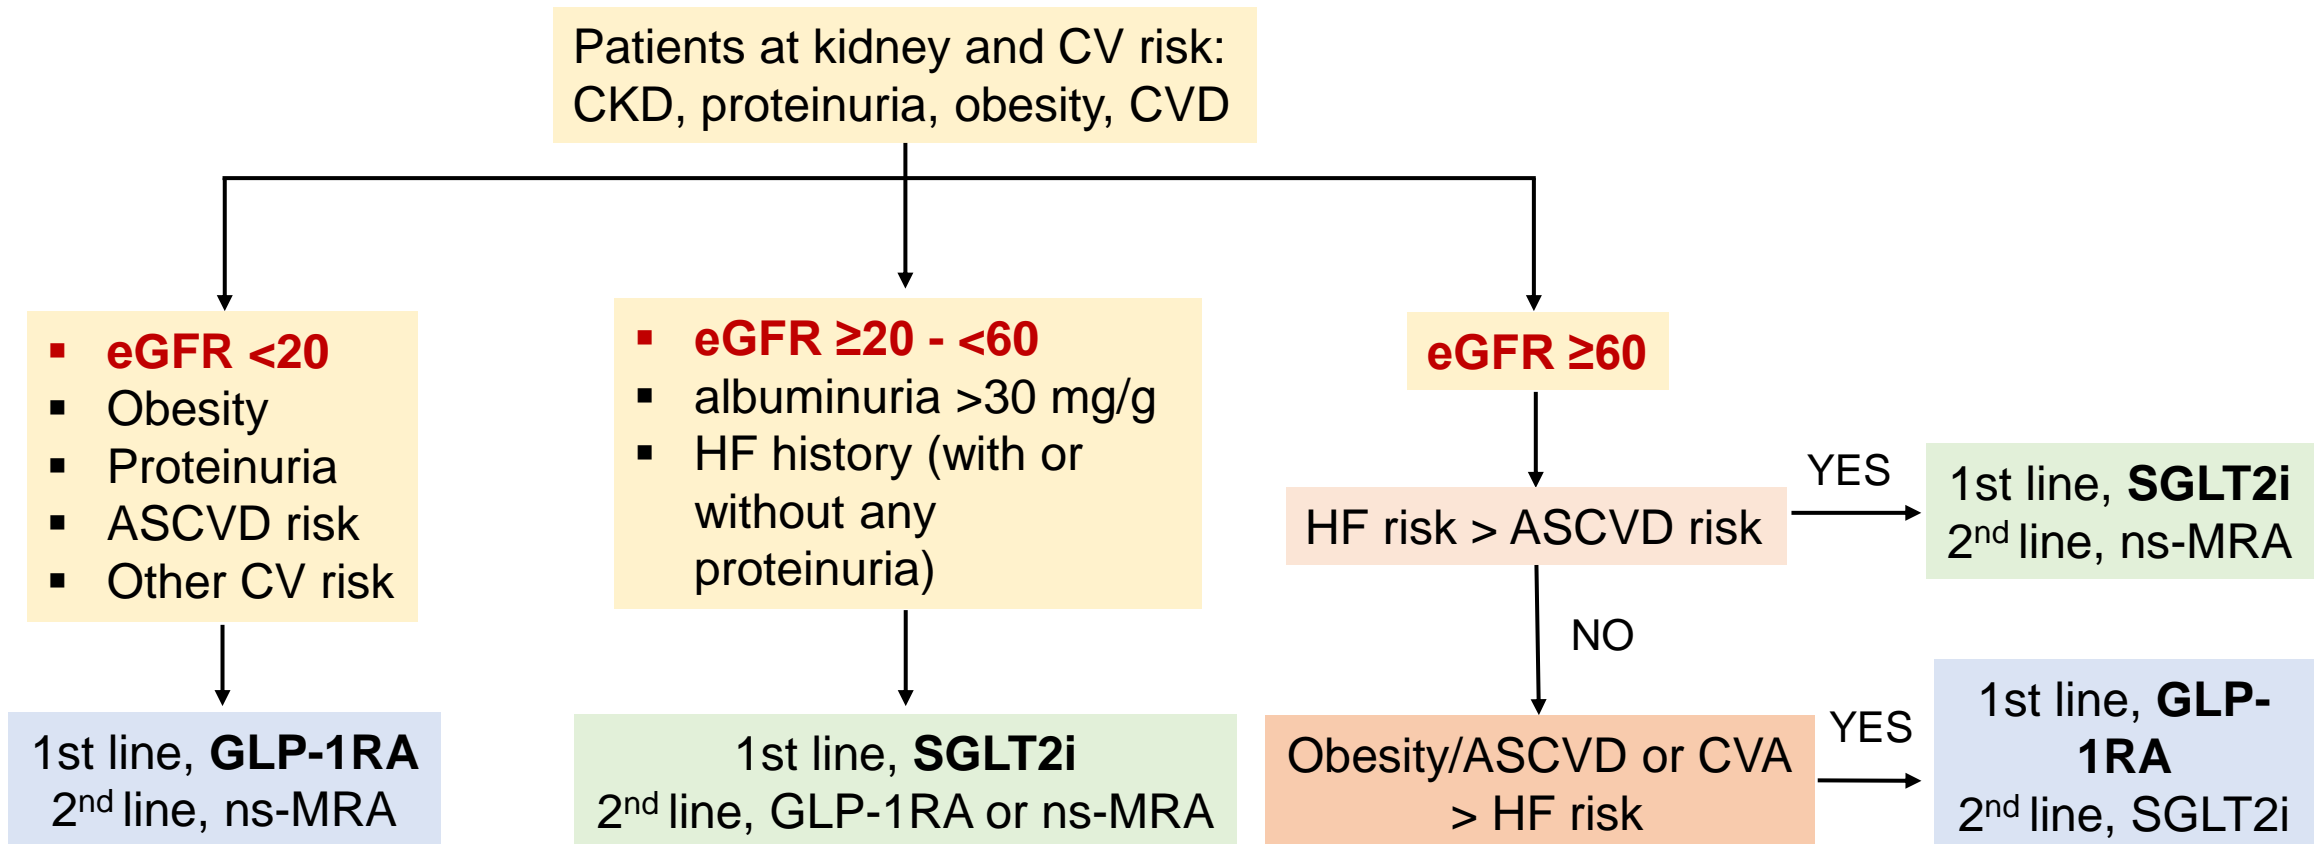 Patients at kidney and CV risk:
CKD, proteinuria, obesity, CVD
▪ eGFR <20
▪ Obesity
▪ Proteinuria
▪ ASCVD risk
▪ Other CV risk
▪ eGFR ≥20 - <60
▪ albuminuria >30 mg/g
▪ HF history (with or
without any
proteinuria)
eGFR ≥60
HF risk > ASCVD risk
YES
1st line, SGLT2i
2nd line, ns-MRA
NO
1st line, GLP-1RA
2nd line, ns-MRA
1st line, SGLT2i
2nd line, GLP-1RA or ns-MRA
Obesity/ASCVD or CVA
> HF risk
YES
1st line, GLP-
1RA
2nd line, SGLT2i